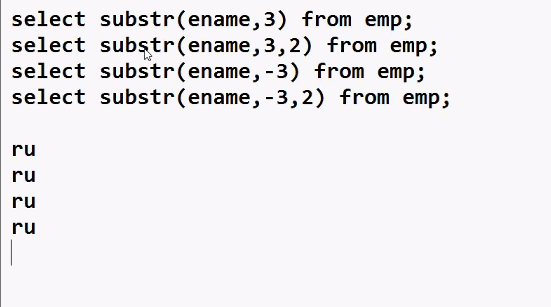 select substr(ename,3) from emp;
select substr(ename,3,2) from emp;
select substr(ename,-3) from emp;
select substr(ename,-3,2) from emp;
ru
ru
ru
ru